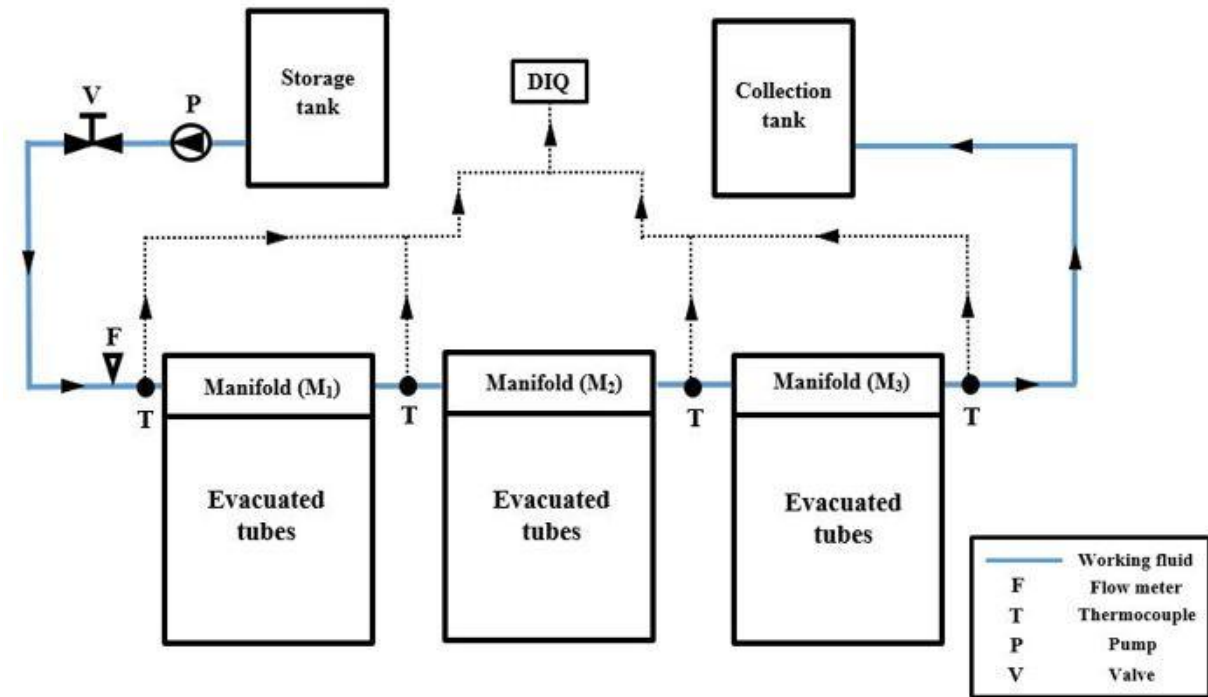 Storage
tank
DIQ
Collection
tank
V
P
F
Manifold (M₁)
Manifold (M₂)
Manifold (M₃)
T
T
T
T
Evacuated
tubes
Evacuated
tubes
Evacuated
tubes
Working fluid
F Flow meter
T Thermocouple
P Pump
V Valve